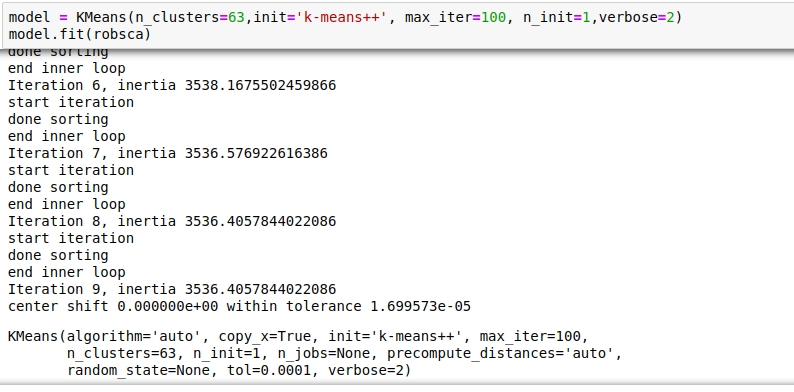 model = KMeans(n_clusters=63,init='k-means++', max_iter=100, n_init=1,verbose=2)
model.fit(robsca)
done sorting
end inner loop
Iteration 6, inertia 3538.1675502459866
start iteration
done sorting
end inner loop
Iteration 7, inertia 3536.576922616386
start iteration
done sorting
end inner loop
Iteration 8, inertia 3536.4057844022086
start iteration
done sorting
end inner loop
Iteration 9, inertia 3536.4057844022086
center shift 0.000000e+00 within tolerance 1.699573e-05
KMeans(algorithm='auto', copy_x=True, init='k-means++', max_iter=100,
n_clusters=63, n_init=1, n_jobs=None, precompute_distances='auto',
random_state=None, tol=0.0001, verbose=2)